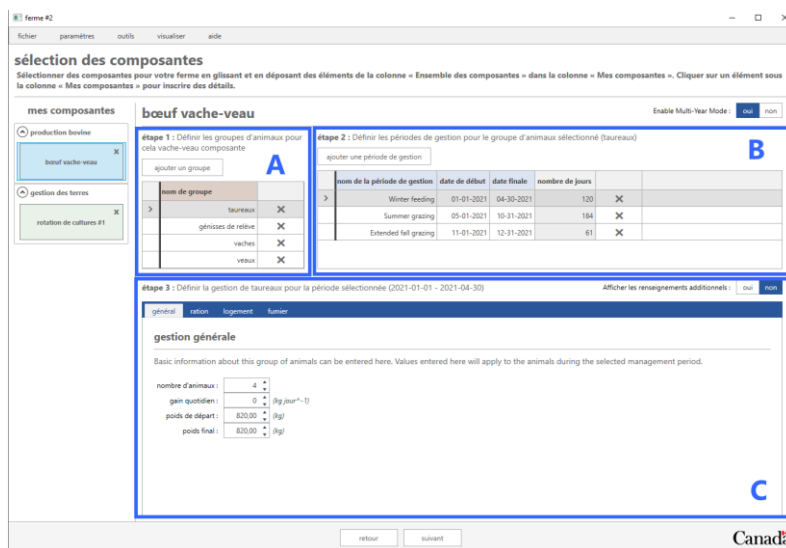 ferme #2
fichier paramètres outils visualiser aide
sélection des composantes
Sélectionner des composantes pour votre ferme en glissant et en déposant des éléments de la colonne « Ensemble des composantes » dans la colonne « Mes composantes ». Cliquer sur un élément sous
la colonne « Mes composantes » pour inscrire des détails.
mes composantes
production bovine
bœuf vache-veau
gestion des terres
rotation de cultures #1
bœuf vache-veau
Enable Multi-Year Mode : oui non
étape 1 : Définir les groupes d'animaux pour
cela vache-veau composante
ajouter un groupe
A
nom de groupe
taureaux
génisses de relève
vaches
veaux
étape 2 : Définir les périodes de gestion pour le groupe d'animaux sélectionné (taureaux)
ajouter une période de gestion
B
nom de la période de gestion date de début date finale nombre de jours
Winter feeding 01-01-2021 04-30-2021 120
Summer grazing 05-01-2021 10-31-2021 184
Extended fall grazing 11-01-2021 12-31-2021 61
étape 3 : Définir la gestion de taureaux pour la période sélectionnée (2021-01-01 - 2021-04-30)
Afficher les renseignements additionnels : oui non
général ration logement fumier
gestion générale
Basic information about this group of animals can be entered here. Values entered here will apply to the animals during the selected management period.
nombre d'animaux : 4
gain quotidien : 0 (kg jour^-1)
poids de départ : 820,00 (kg)
poids final : 820,00 (kg)
C
retour suivant
Canada